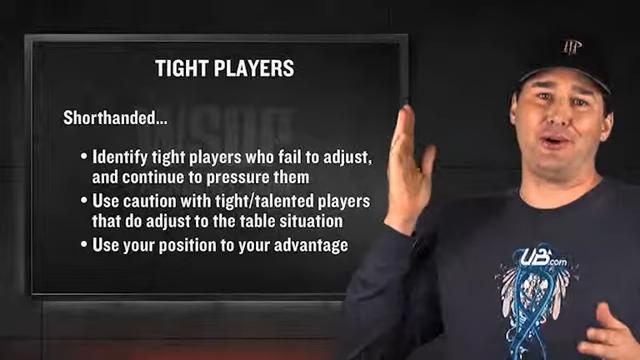 TIGHT PLAYERS
Shorthanded...
• Identify tight players who fail to adjust,
and continue to pressure them
• Use caution with tight/talented players
that do adjust to the table situation
• Use your position to your advantage
UB.com